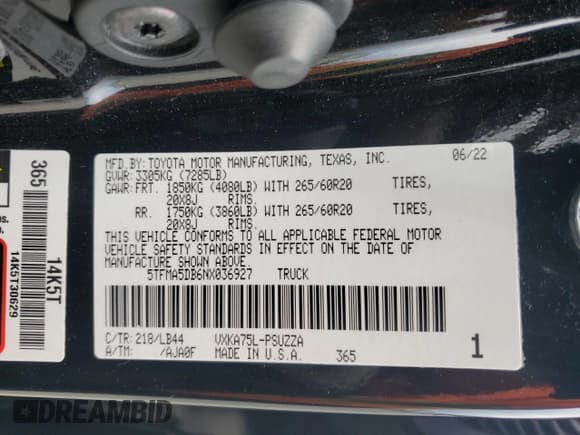 MFD.BY: TOYOTA MOTOR MANUFACTURING, TEXAS, INC. 06/22
GVWR: 3305KG (7285LB)
GAWR: FRT. 1850KG (4080LB) WITH 265/60R20 TIRES,
20X8J RIMS.
RR. 1750KG (3860LB) WITH 265/60R20 TIRES,
20X8J RIMS.
THIS VEHICLE CONFORMS TO ALL APPLICABLE FEDERAL MOTOR
VEHICLE SAFETY STANDARDS IN EFFECT ON THE DATE OF
MANUFACTURE SHOWN ABOVE.
5TFMA5DB6NX036927 TRUCK
C/TR: 218/LB44 VXKA75L-PSUZZA
A/TM: /AJA0F MADE IN U.S.A. 365 1
365
14K5T
14K5T30629
DREAMBID